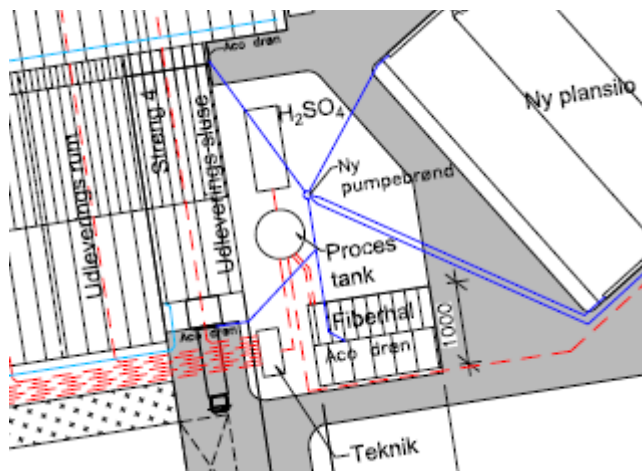 Aco dræn
Ny plansilo
H₂SO₄
Streng 4
Udleverings sluse
Udleverings rum
Ny
pumpebrønd
Proces
tank
Fiberhal
1000
Aco dræn
Aco dræn
Teknik